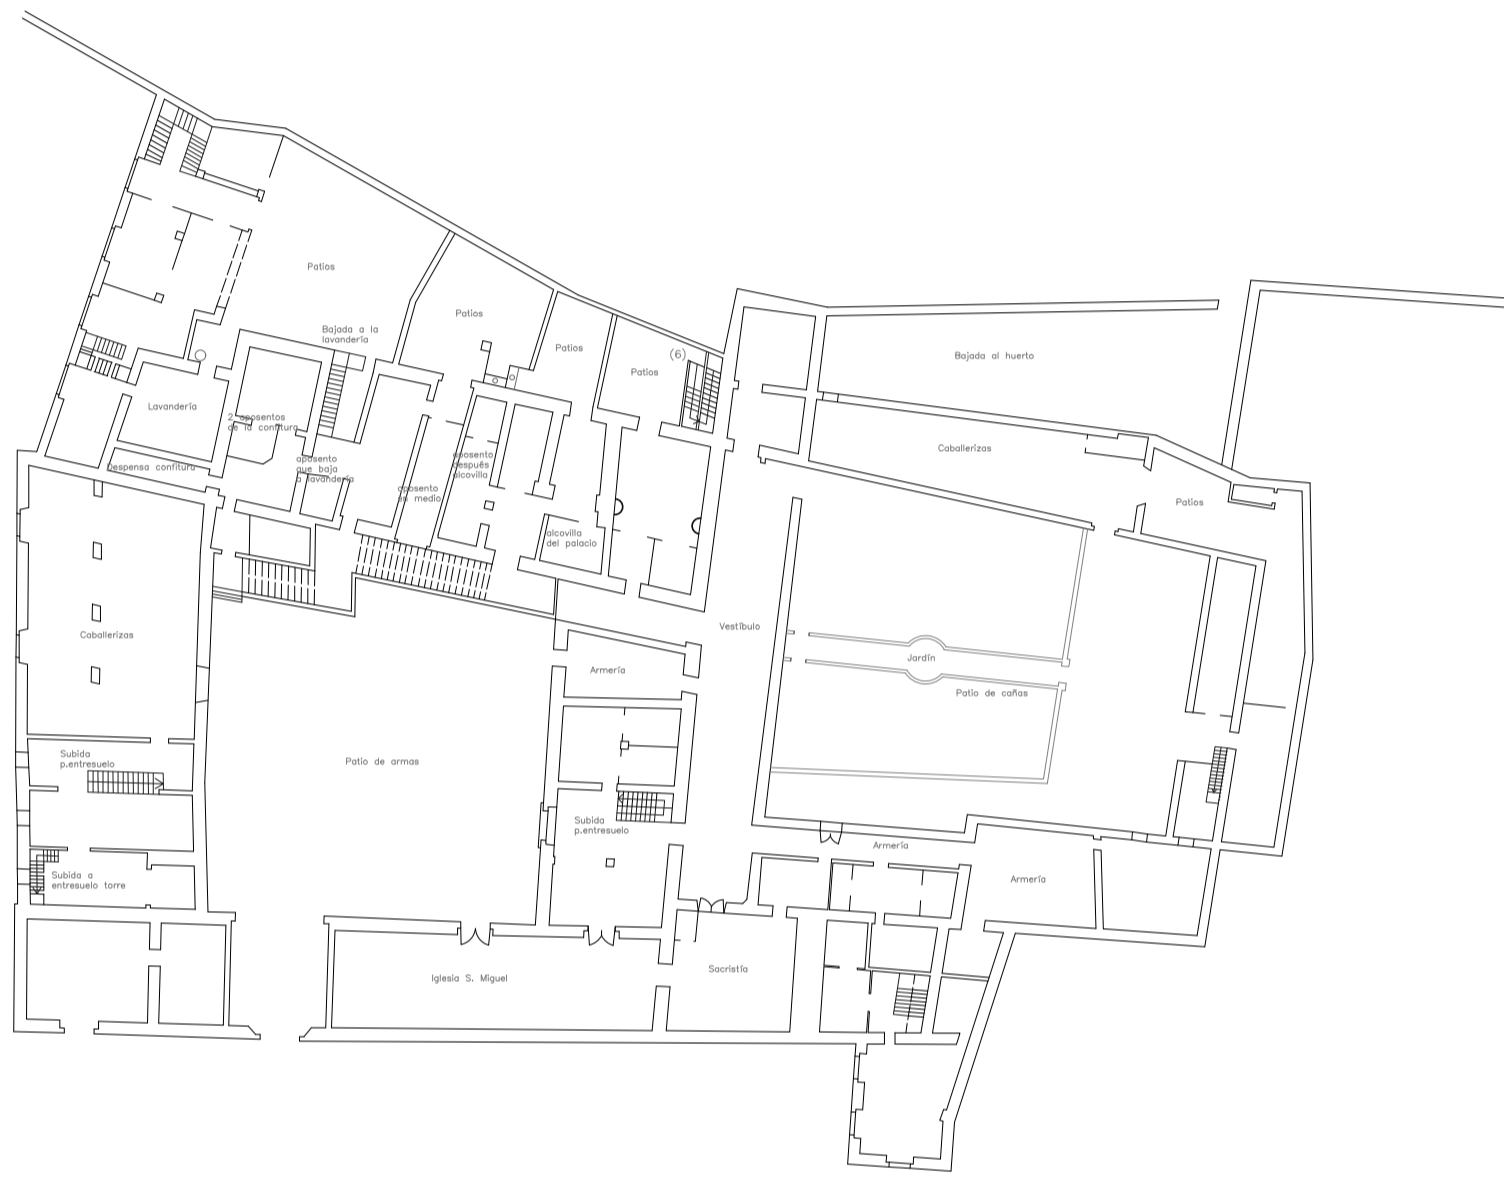 Patios
Patios
Bajada a la
lavandería
Patios
(6)
Patios
Bajada al huerto
Lavandería
2 aposentos
de la confitura
Caballerizas
Despensa confitura
aposento
que baja
a lavandería
aposento
en medio
aposento
después
alcovilla
Patios
alcovilla
del palacio
Caballerizas
Vestíbulo
Armería
Jardín
Patio de cañas
Subida
p.entresuelo
Patio de armas
Subida
p.entresuelo
Armería
Subida a
entresuelo torre
Armería
Iglesia S. Miguel
Sacristía